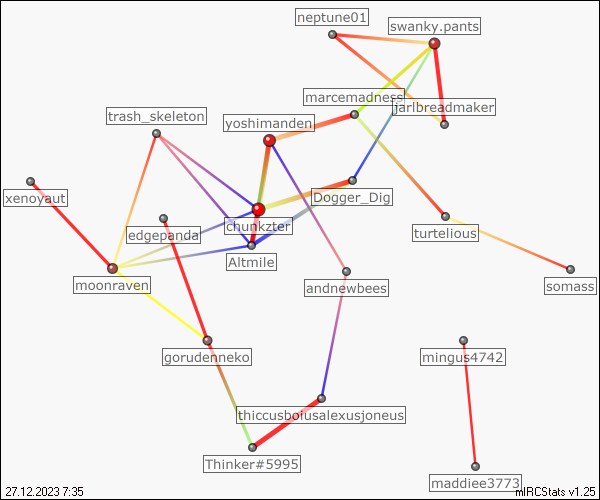 neptune01
swanky.pants
marcemadness
jarlbreadmaker
trash_skeleton
yoshimanden
xenoyaut
Dogger_Dig
edgepanda
chunkzter
turtelious
Altmile
moonraven
andnewbees
somass
gorudenneko
mingus4742
thiccusbofusalexusjoneus
Thinker#5995
maddiee3773
27.12.2023 7:35
mIRCStats v1.25